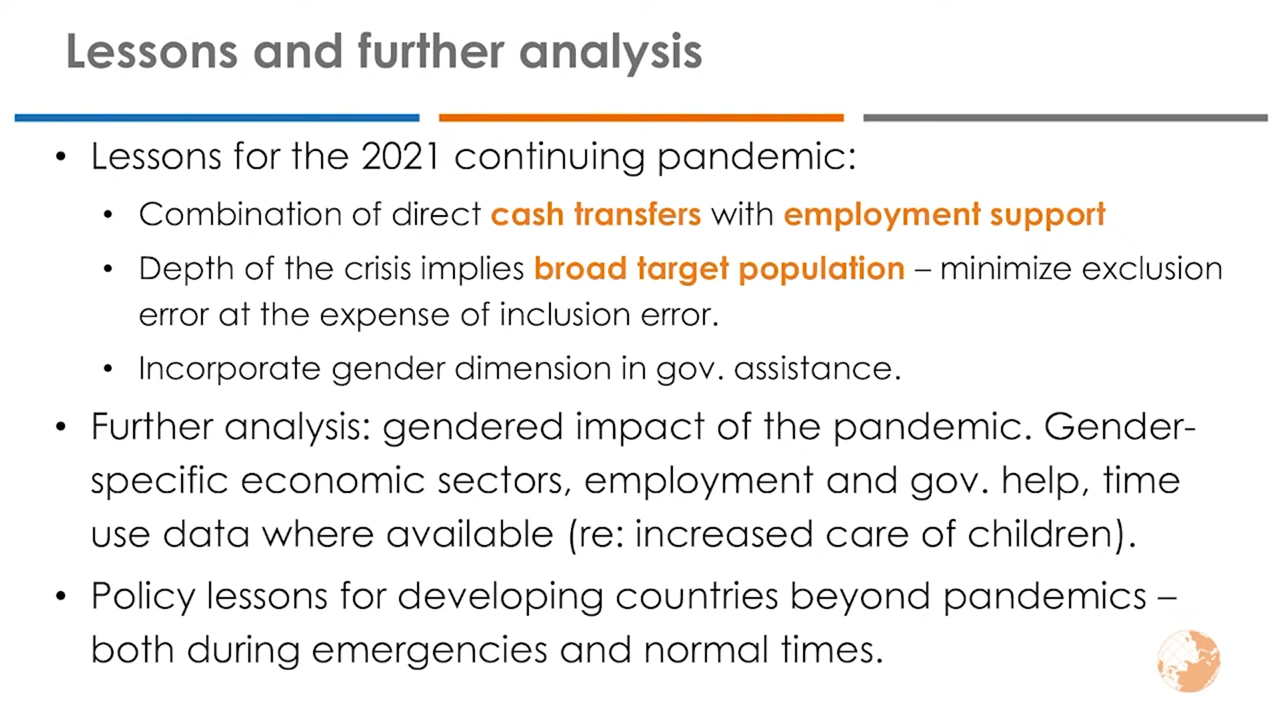 Lessons and further analysis
• Lessons for the 2021 continuing pandemic:
• Combination of direct cash transfers with employment support
• Depth of the crisis implies broad target population – minimize exclusion
error at the expense of inclusion error.
• Incorporate gender dimension in gov. assistance.
• Further analysis: gendered impact of the pandemic. Gender-
specific economic sectors, employment and gov. help, time
use data where available (re: increased care of children).
• Policy lessons for developing countries beyond pandemics –
both during emergencies and normal times.